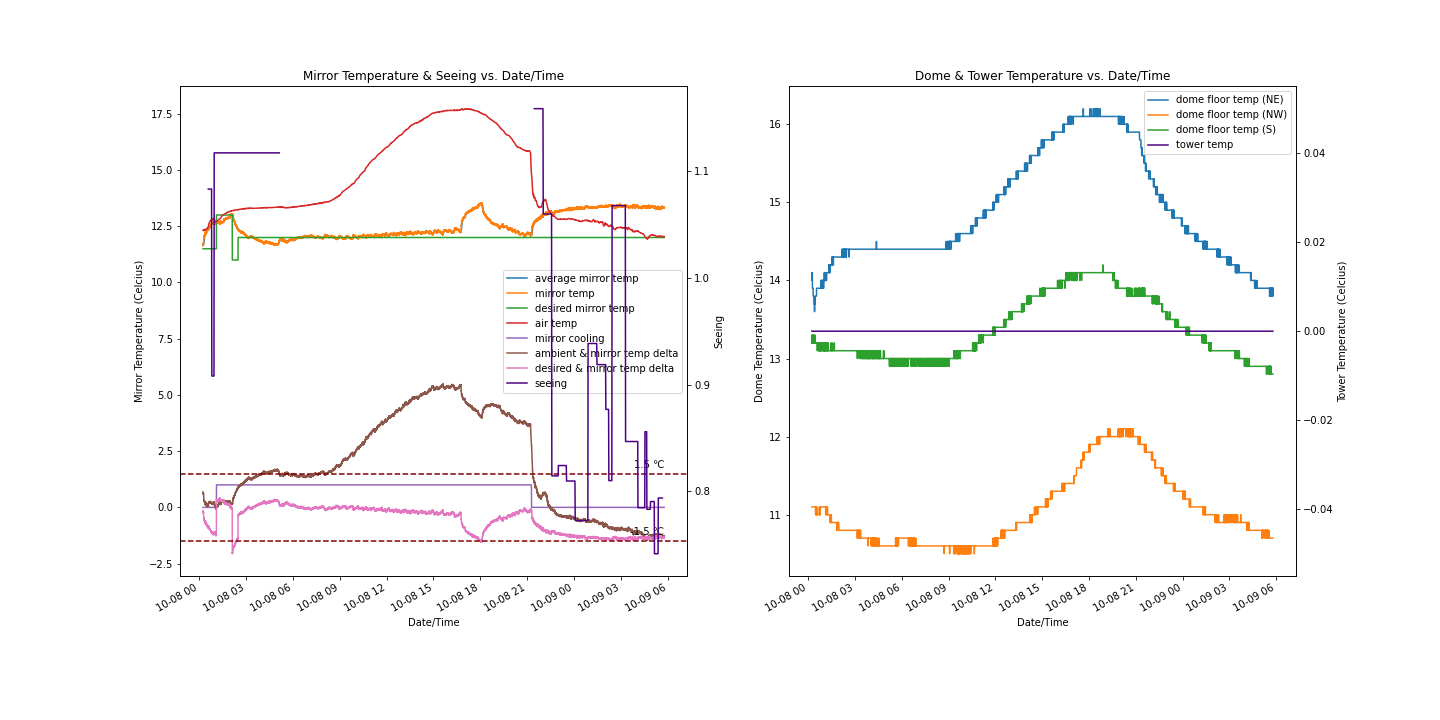 Mirror Temperature & Seeing vs. Date/Time
17.5
15.0
12.5
10.0
7.5
5.0
2.5
0.0
−2.5
Mirror Temperature (Celcius)
average mirror temp
mirror temp
desired mirror temp
air temp
mirror cooling
ambient & mirror temp delta
desired & mirror temp delta
seeing
1.5 °C
-1.5 °C
1.1
1.0
0.9
0.8
Seeing
10-08 00
10-08 03
10-08 06
10-08 09
10-08 12
10-08 15
10-08 18
10-08 21
10-09 00
10-09 03
10-09 06
Date/Time
Dome & Tower Temperature vs. Date/Time
16
15
14
13
12
11
Dome Temperature (Celcius)
dome floor temp (NE)
dome floor temp (NW)
dome floor temp (S)
tower temp
0.04
0.02
0.00
−0.02
−0.04
Tower Temperature (Celcius)
10-08 00
10-08 03
10-08 06
10-08 09
10-08 12
10-08 15
10-08 18
10-08 21
10-09 00
10-09 03
10-09 06
Date/Time